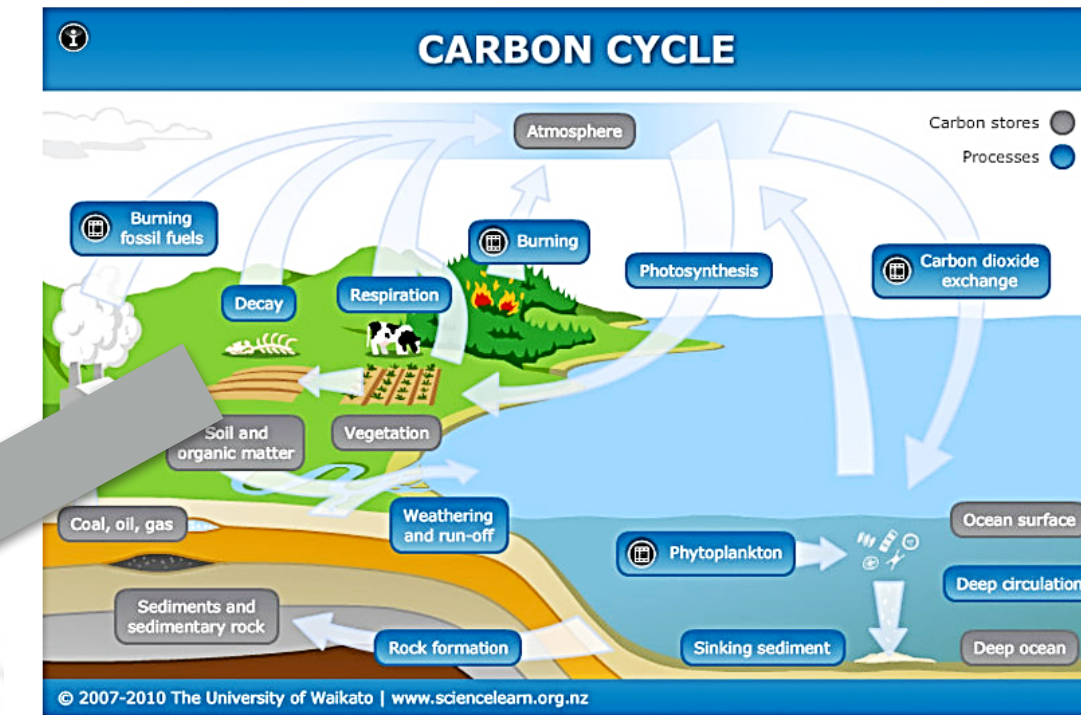 CARBON CYCLE
Atmosphere
Carbon stores
Processes
Burning
fossil fuels
Burning
Photosynthesis
Carbon dioxide
exchange
Decay
Respiration
Soil and
organic matter
Vegetation
Coal, oil, gas
Weathering
and run-off
Phytoplankton
Ocean surface
Deep circulation
Sediments and
sedimentary rock
Rock formation
Sinking sediment
Deep ocean
© 2007-2010 The University of Waikato | www.sciencelearn.org.nz